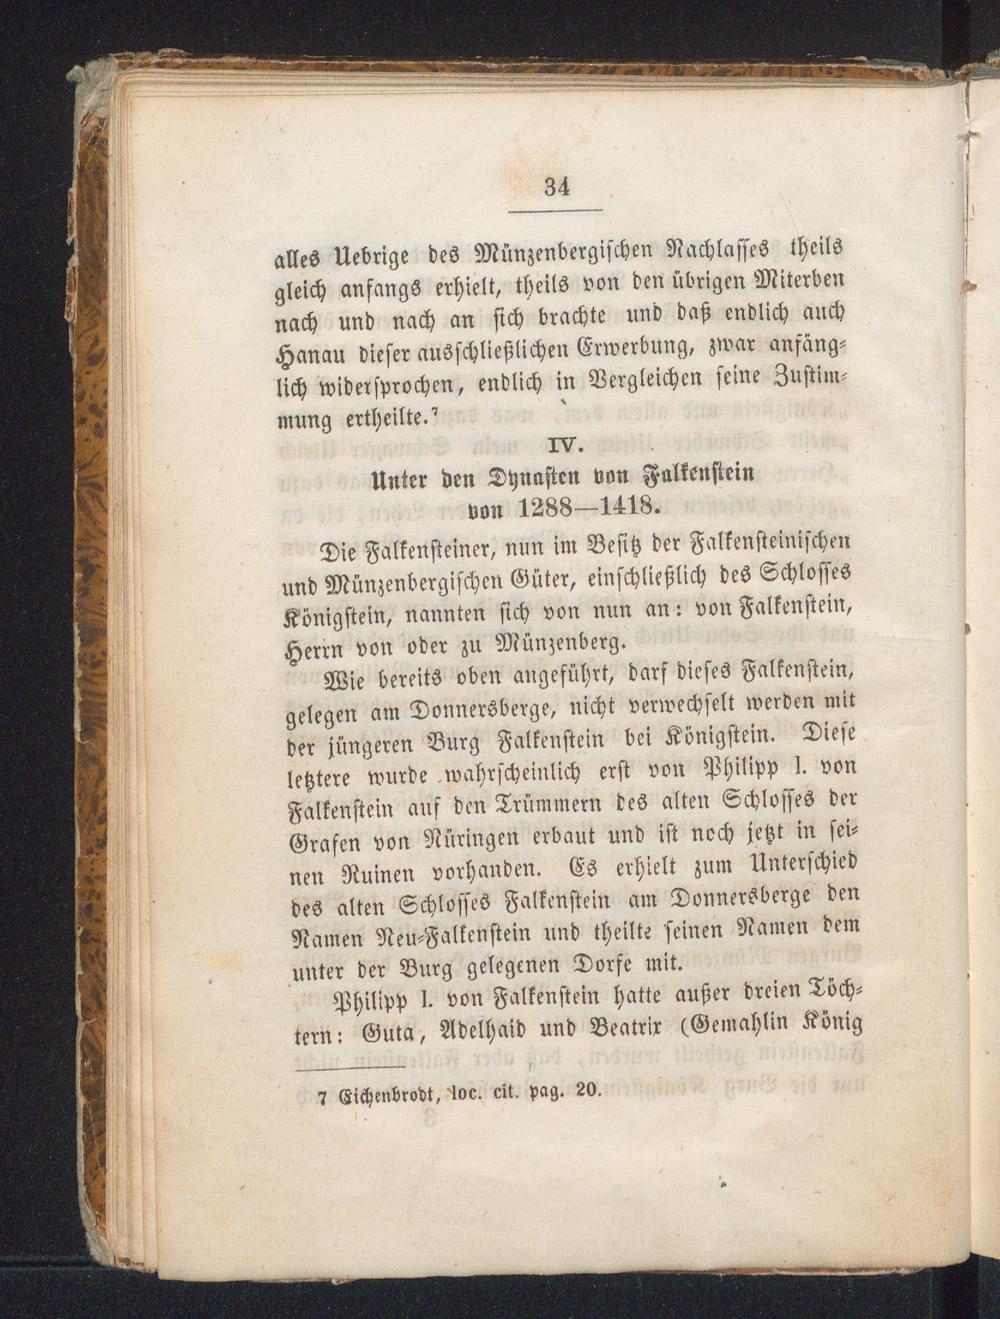 34
alles Uebrige des Münzenbergischen Nachlasses theils
gleich anfangs erhielt, theils von den übrigen Miterben
nach und nach an sich brachte und daß endlich auch
Hanau dieser ausschließlichen Erwerbung, zwar anfäng-
lich widersprochen, endlich in Vergleichen seine Zustim-
mung ertheilte.⁷
IV.
Unter den Dynasten von Falkenstein
von 1288—1418.
Die Falkensteiner, nun im Besitz der Falkensteinischen
und Münzenbergischen Güter, einschließlich des Schlosses
Königstein, nannten sich von nun an: von Falkenstein,
Herrn von oder zu Münzenberg.
Wie bereits oben angeführt, darf dieses Falkenstein,
gelegen am Donnersberge, nicht verwechselt werden mit
der jüngeren Burg Falkenstein bei Königstein. Diese
letztere wurde wahrscheinlich erst von Philipp I. von
Falkenstein auf den Trümmern des alten Schlosses der
Grafen von Nüringen erbaut und ist noch jetzt in sei-
nen Ruinen vorhanden. Es erhielt zum Unterschied
des alten Schlosses Falkenstein am Donnersberge den
Namen Neu-Falkenstein und theilte seinen Namen dem
unter der Burg gelegenen Dorfe mit.
Philipp I. von Falkenstein hatte außer dreien Töch-
tern: Guta, Adelhaid und Beatrix (Gemahlin König
7 Eichenbrodt, loc. cit. pag. 20.